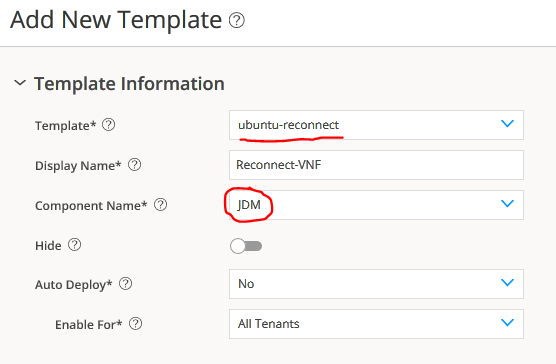 Add New Template
Template Information
Template* ubuntu-reconnect
Display Name* Reconnect-VNF
Component Name* JDM
Hide
Auto Deploy* No
Enable For* All Tenants